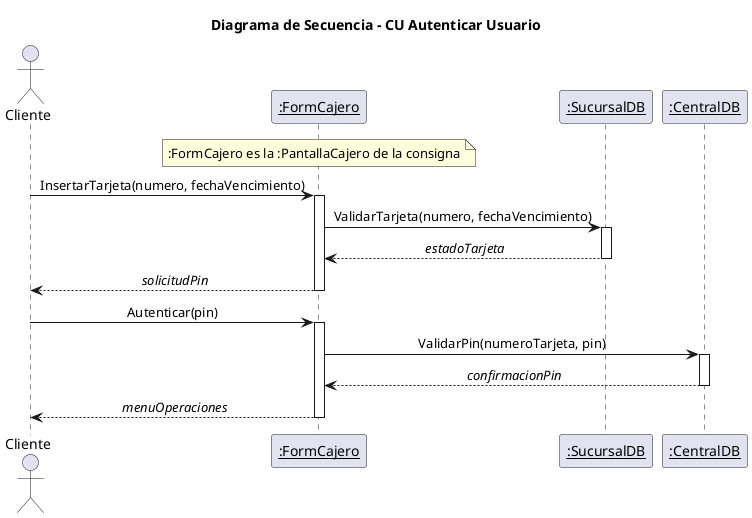 Diagrama de Secuencia - CU Autenticar Usuario
Cliente
:FormCajero
:SucursalDB
:CentralDB
:FormCajero es la :PantallaCajero de la consigna
InsertarTarjeta(numero, fechaVencimiento)
ValidarTarjeta(numero, fechaVencimiento)
estadoTarjeta
solicitudPin
Autenticar(pin)
ValidarPin(numeroTarjeta, pin)
confirmacionPin
menuOperaciones
Cliente
:FormCajero
:SucursalDB
:CentralDB